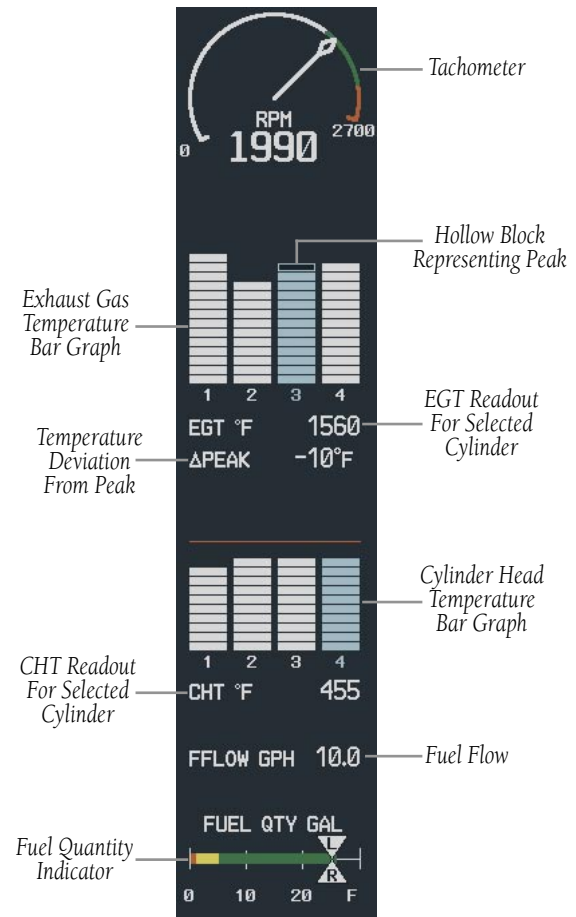 Tachometer
RPM
0 1990 2700
Hollow Block
Representing Peak
Exhaust Gas
Temperature
Bar Graph
1 2 3 4
EGT °F 1560
EGT Readout
For Selected
Cylinder
Temperature
Deviation
From Peak
ΔPEAK -10°F
Cylinder Head
Temperature
Bar Graph
1 2 3 4
CHT Readout
For Selected
Cylinder
CHT °F 455
FFLOW GPH 10.0
Fuel Flow
FUEL QTY GAL
L
Fuel Quantity
Indicator
R
0 10 20 F